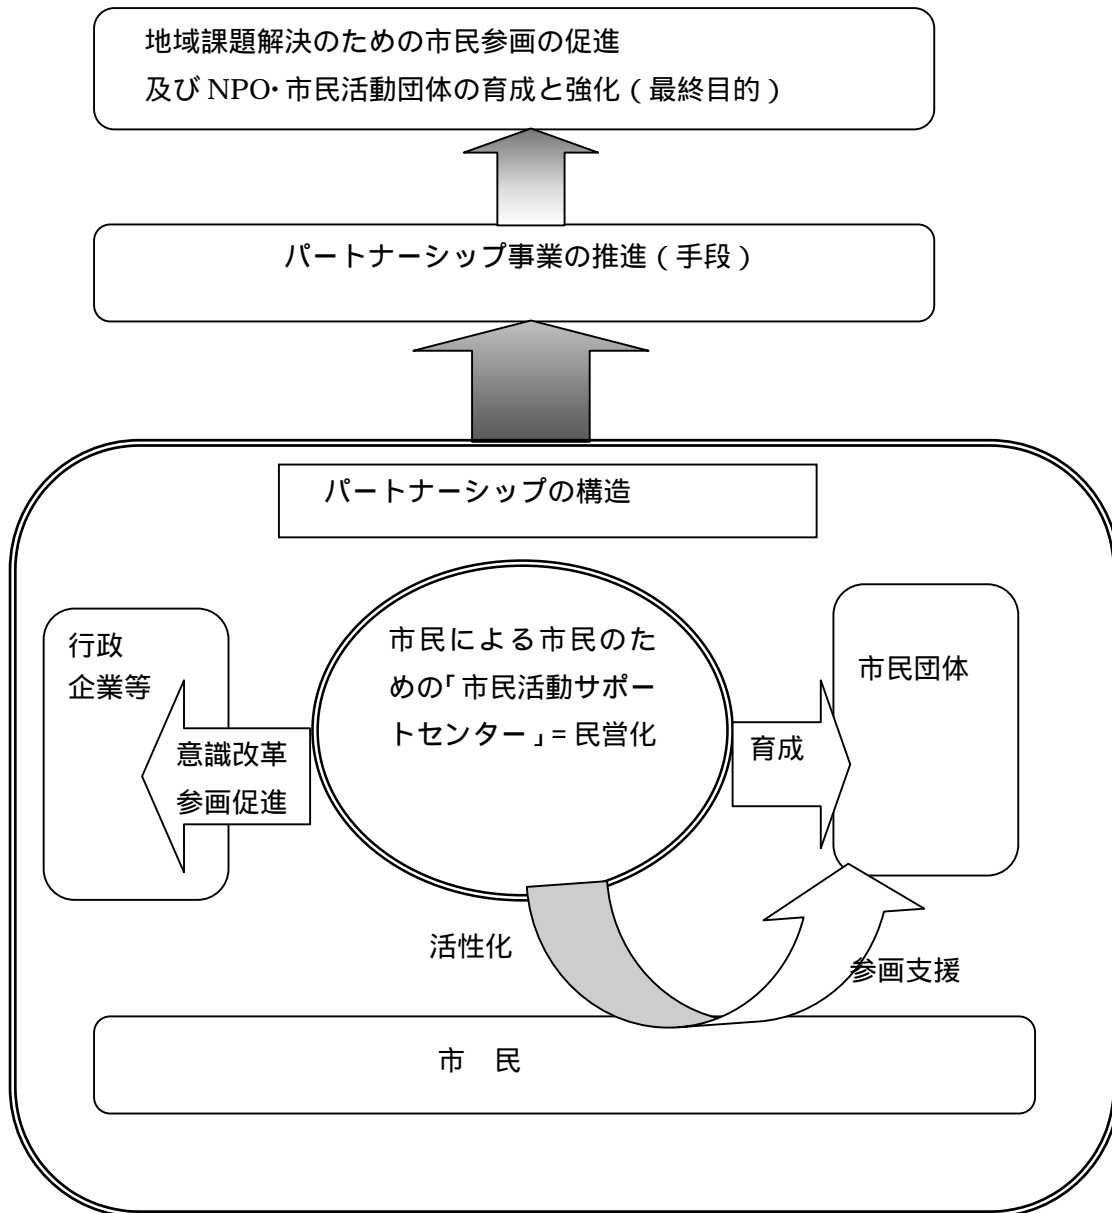 地域課題解決のための市民参画の促進
及び NPO・市民活動団体の育成と強化(最終目的)
パートナーシップ事業の推進(手段)
パートナーシップの構造
行政
企業等
意識改革
参画促進
市民による市民のた
めの「市民活動サポー
トセンター」= 民営化
育成
市民団体
活性化
参画支援
市 民